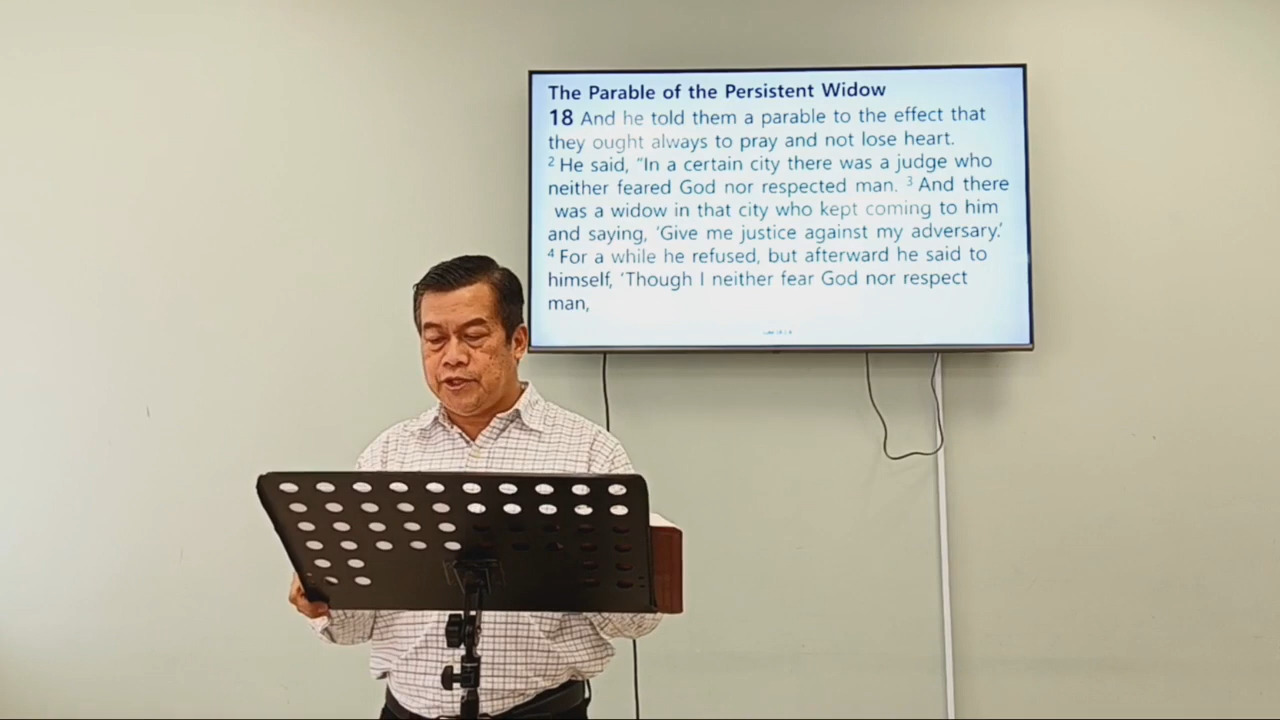 The Parable of the Persistent Widow
18 And he told them a parable to the effect that
they ought always to pray and not lose heart.
2 He said, “In a certain city there was a judge who
neither feared God nor respected man. 3 And there
was a widow in that city who kept coming to him
and saying, ‘Give me justice against my adversary.’
4 For a while he refused, but afterward he said to
himself, ‘Though I neither fear God nor respect
man,